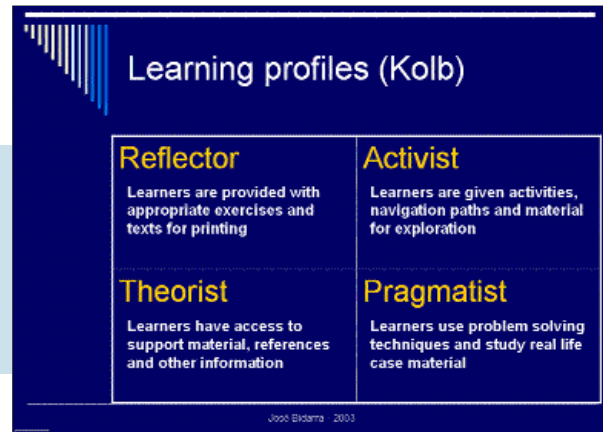 Learning profiles (Kolb)
Reflector
Learners are provided with
appropriate exercises and
texts for printing
Activist
Learners are given activities,
navigation paths and material
for exploration
Theorist
Learners have access to
support material, references
and other information
Pragmatist
Learners use problem solving
techniques and study real life
case material
José Bidarra - 2003